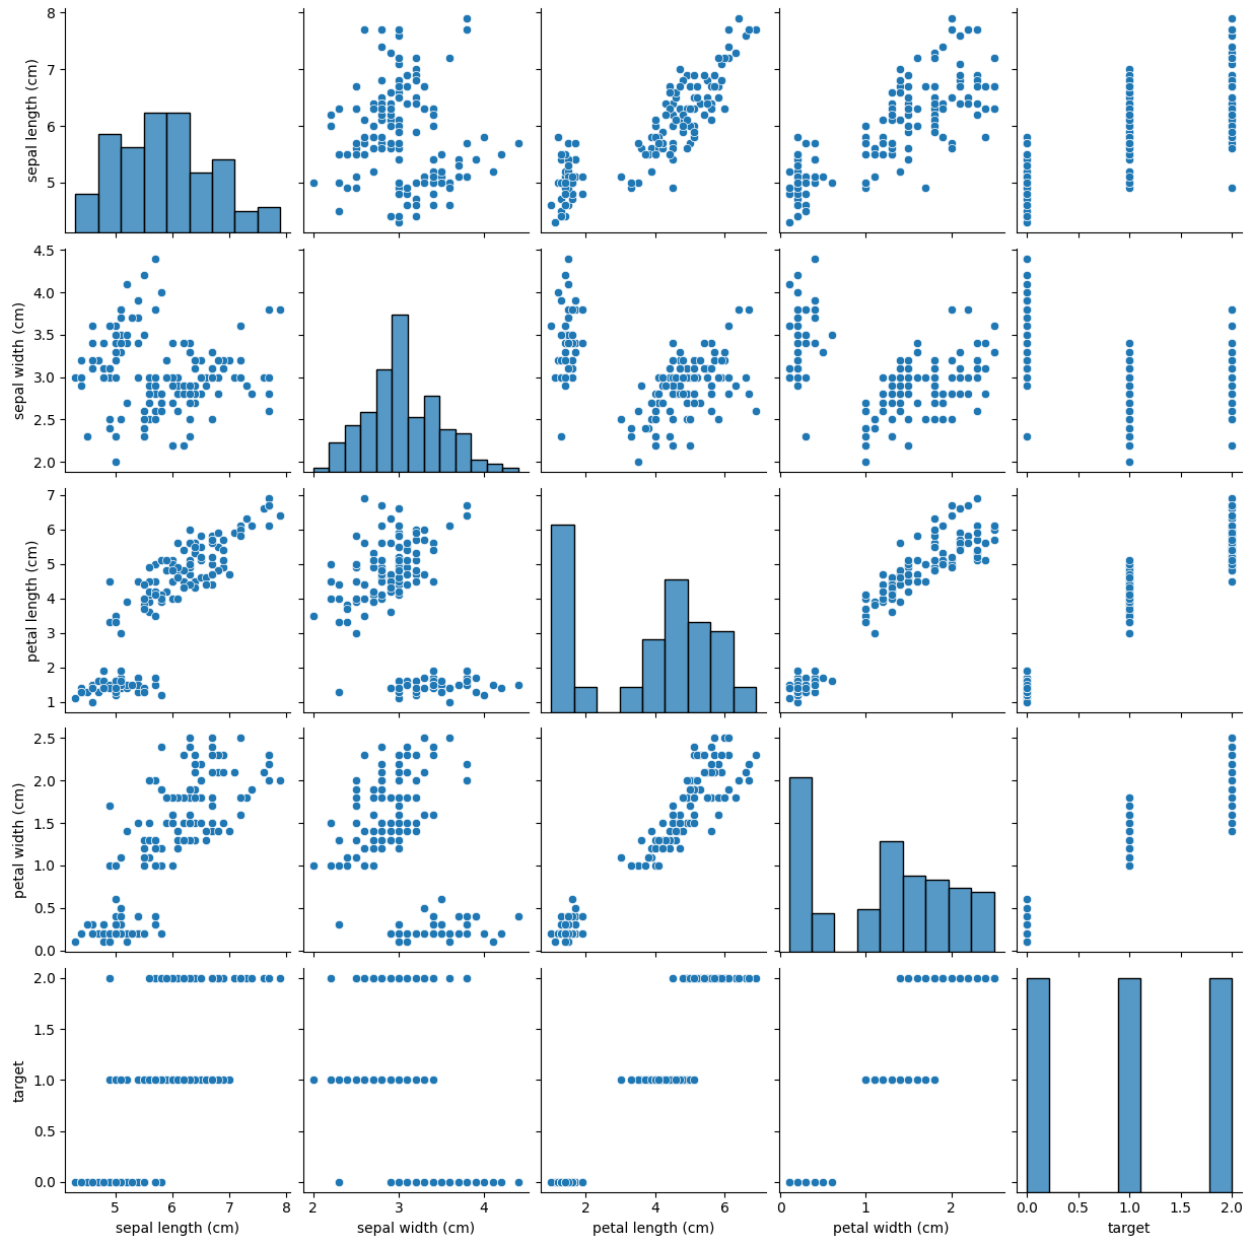 8
7
6
5
sepal length (cm)
4.5
4.0
3.5
3.0
2.5
2.0
sepal width (cm)
7
6
5
4
3
2
1
petal length (cm)
2.5
2.0
1.5
1.0
0.5
0.0
petal width (cm)
2.0
1.5
1.0
0.5
0.0
target
5 6 7 8
sepal length (cm)
2 3 4
sepal width (cm)
2 4 6
petal length (cm)
0 1 2
petal width (cm)
0.0 0.5 1.0 1.5 2.0
target